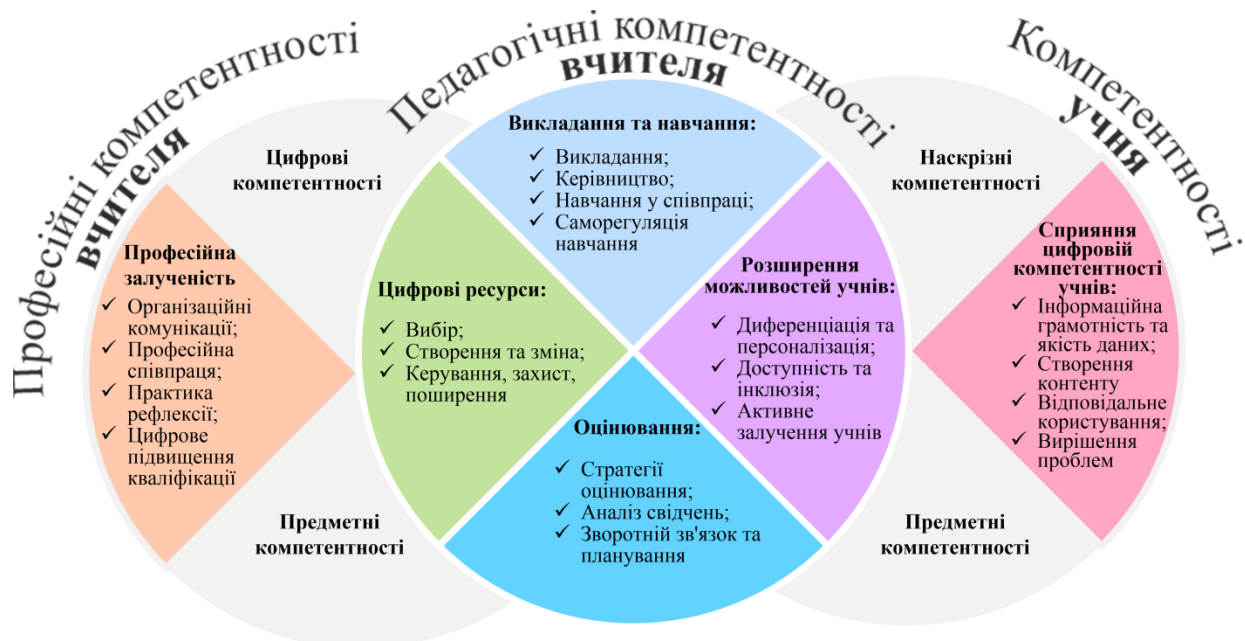 Професійні компетентності
вчителя
Педагогічні компетентності
вчителя
Компетентності
учня
Цифрові
компетентності
Професійна
залученість
✓ Організаційні
комунікації;
✓ Професійна
співпраця;
✓ Практика
рефлексії;
✓ Цифрове
підвищення
кваліфікації
Предметні
компетентності
Викладання та навчання:
✓ Викладання;
✓ Керівництво;
✓ Навчання у співпраці;
✓ Саморегуляція
навчання
Цифрові ресурси:
✓ Вибір;
✓ Створення та зміна;
✓ Керування, захист,
поширення
Розширення
можливостей учнів:
✓ Диференціація та
персоналізація;
✓ Доступність та
інклюзія;
✓ Активне
залучення учнів
Оцінювання:
✓ Стратегії
оцінювання;
✓ Аналіз свідчень;
✓ Зворотній зв'язок та
планування
Наскрізні
компетентності
Сприяння
цифровій
компетентності
учнів:
✓ Інформаційна
грамотність та
якість даних;
✓ Створення
контенту
✓ Відповідальне
користування;
✓ Вирішення
проблем
Предметні
компетентності